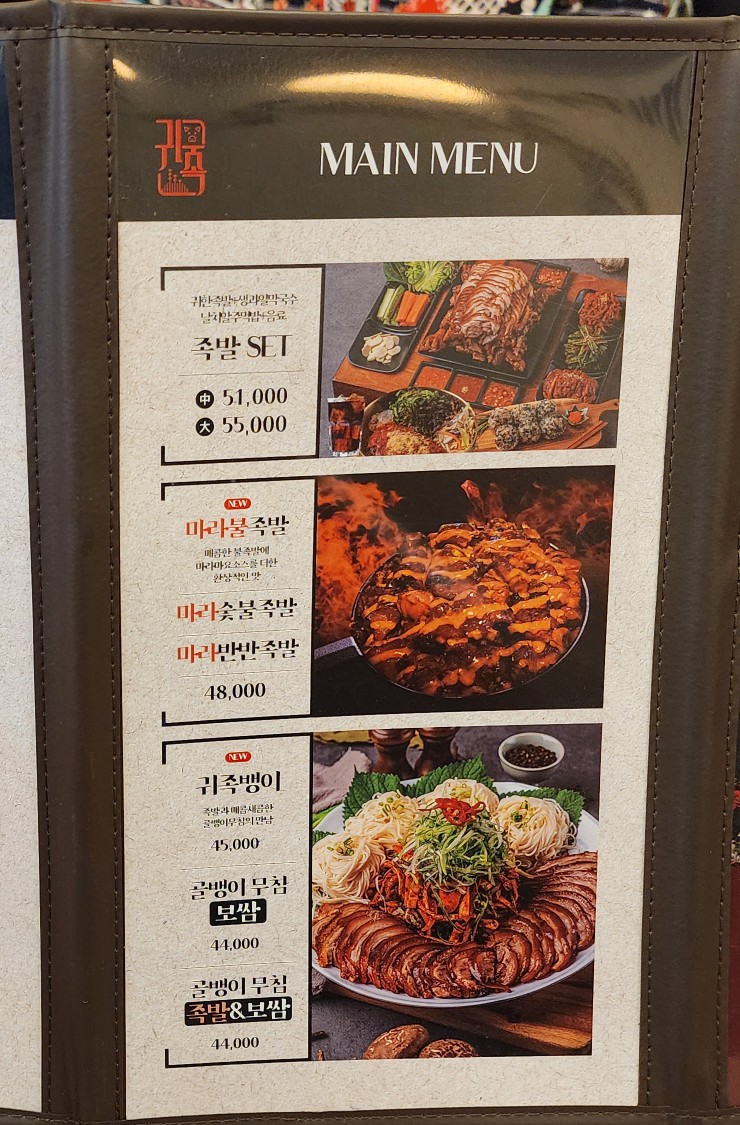 귀족
MAIN MENU
귀한족발+생과일막국수
날치알주먹밥+음료
족발 SET
中 51,000
大 55,000
NEW
마라불족발
매콤한 불족발에
마라마요소스를 더한
환상적인 맛
마라숯불족발
마라반반족발
48,000
NEW
귀족뱅이
족발과 매콤새콤한
골뱅이무침의 만남
45,000
골뱅이 무침
보쌈
44,000
골뱅이 무침
족발&보쌈
44,000